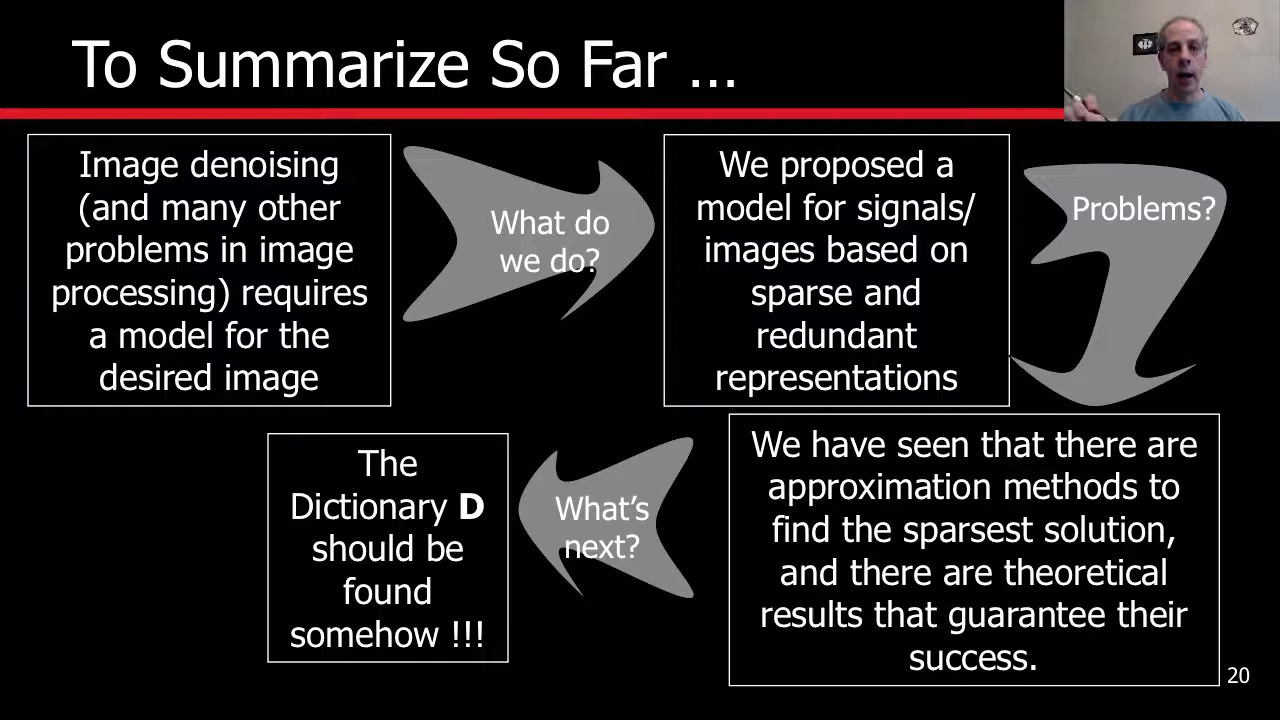 To Summarize So Far …
Image denoising
(and many other
problems in image
processing) requires
a model for the
desired image
What do
we do?
We proposed a
model for signals/
images based on
sparse and
redundant
representations
Problems?
We have seen that there are
approximation methods to
find the sparsest solution,
and there are theoretical
results that guarantee their
success.
What’s
next?
The
Dictionary D
should be
found
somehow !!!
20